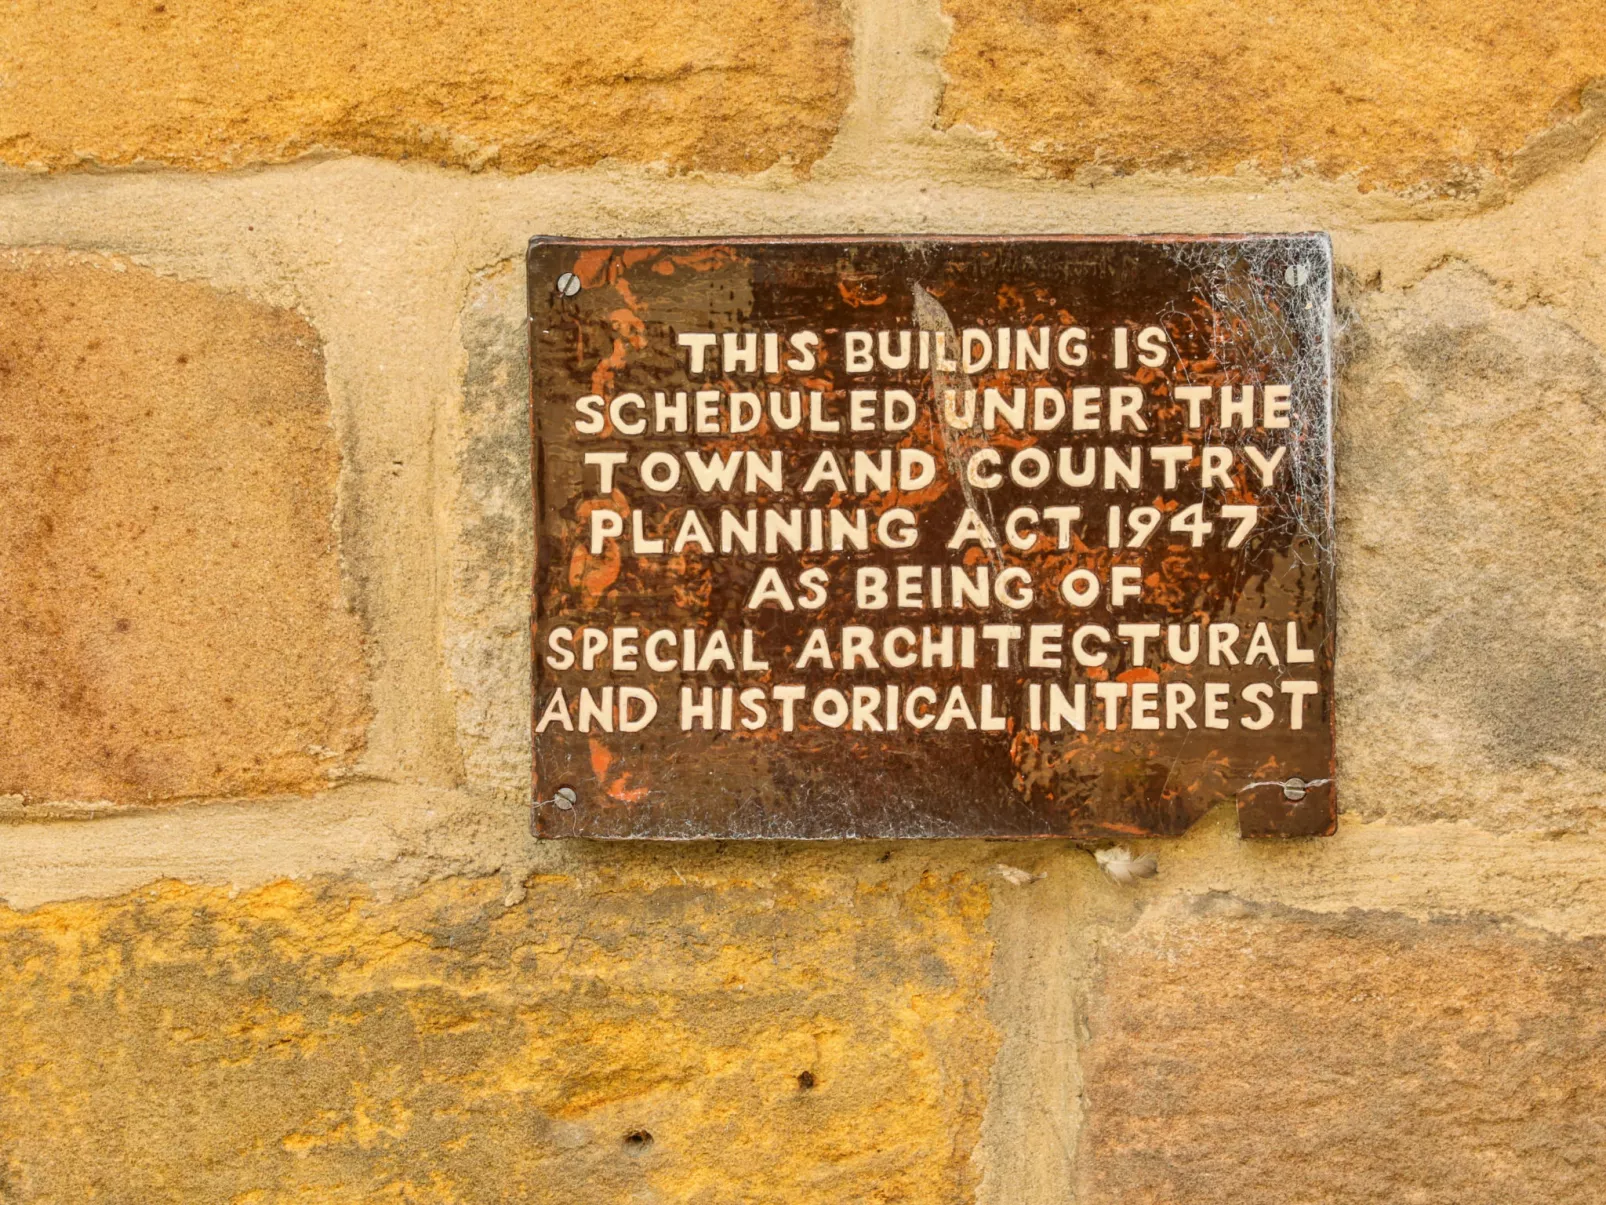 THIS BUILDING IS
SCHEDULED UNDER THE
TOWN AND COUNTRY
PLANNING ACT 1947
AS BEING OF
SPECIAL ARCHITECTURAL
AND HISTORICAL INTEREST